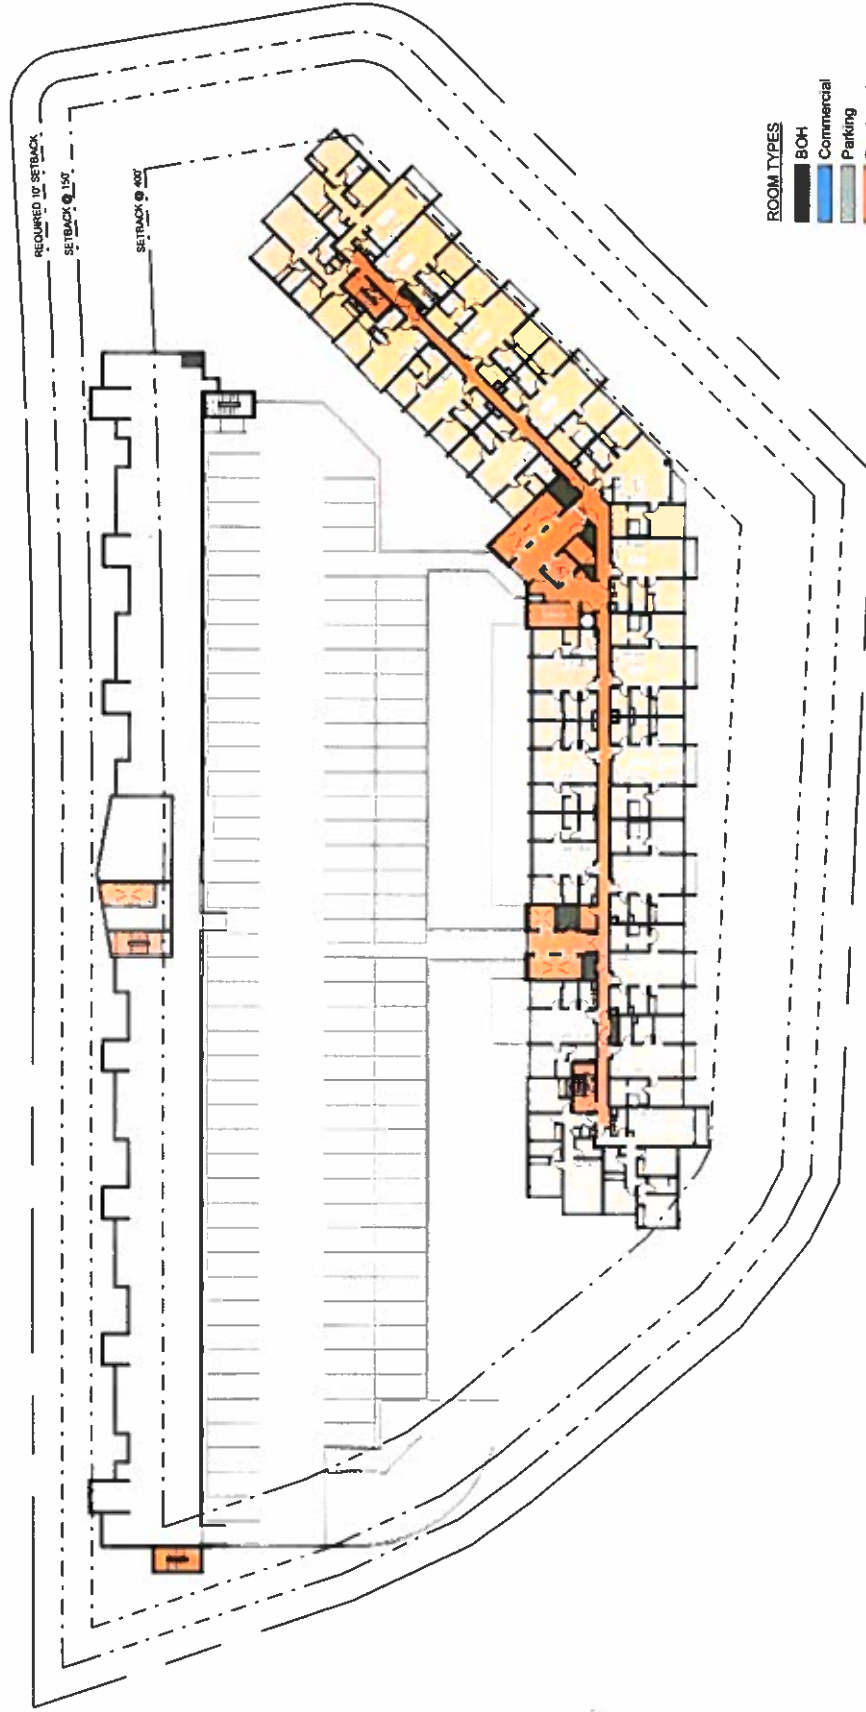 REQUIRED 10' SETBACK
SETBACK @ 150'
SETBACK @ 400'
ROOM TYPES
BOH
Commercial
Parking